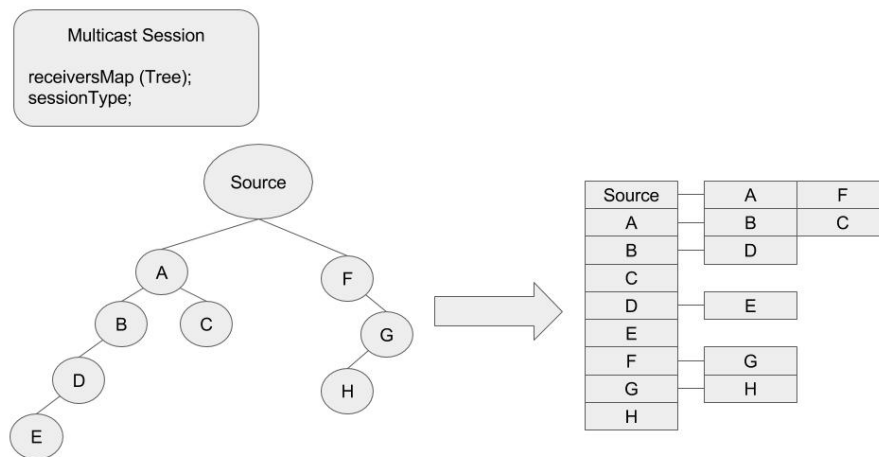 Multicast Session
receiversMap (Tree);
sessionType;
Source
A
F
B
C
G
D
H
E
Source A F
A B C
B D
C
D E
E
F G
G H
H